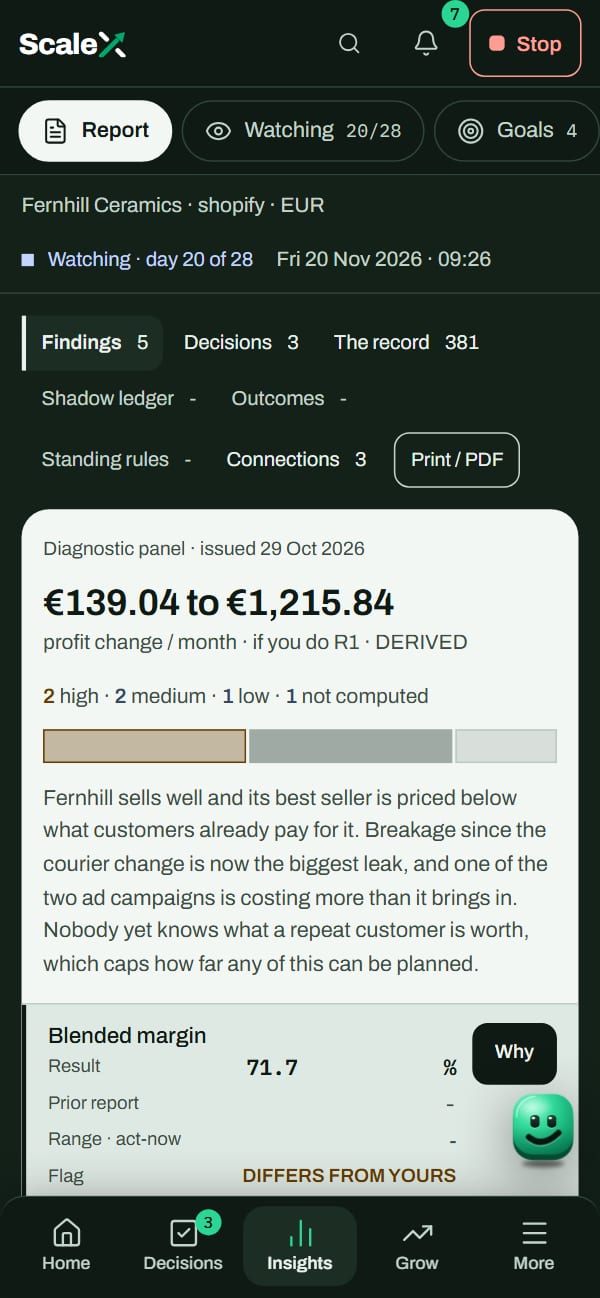 ScaleX
7
Stop
Report
Watching 20/28
Goals 4
Fernhill Ceramics · shopify · EUR
Watching · day 20 of 28 Fri 20 Nov 2026 · 09:26
Findings 5 Decisions 3 The record 381
Shadow ledger - Outcomes -
Standing rules - Connections 3 Print / PDF
Diagnostic panel · issued 29 Oct 2026
€139.04 to €1,215.84
profit change / month · if you do R1 · DERIVED
2 high · 2 medium · 1 low · 1 not computed
Fernhill sells well and its best seller is priced below
what customers already pay for it. Breakage since the
courier change is now the biggest leak, and one of the
two ad campaigns is costing more than it brings in.
Nobody yet knows what a repeat customer is worth,
which caps how far any of this can be planned.
Blended margin
Why
Result 71.7 %
Prior report -
Range · act-now -
Flag DIFFERS FROM YOURS
3
Home Decisions Insights Grow More